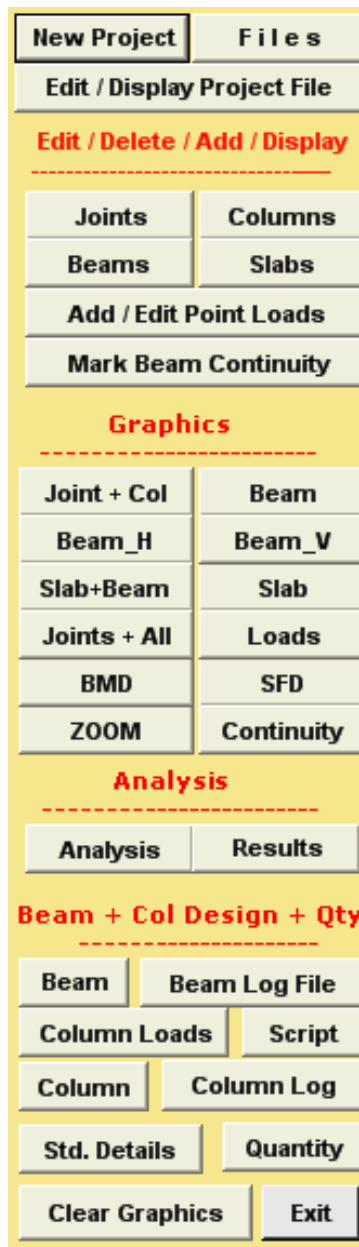 New Project Files
Edit / Display Project File
Edit / Delete / Add / Display
Joints Columns
Beams Slabs
Add / Edit Point Loads
Mark Beam Continuity
Graphics
Joint + Col Beam
Beam_H Beam_V
Slab+Beam Slab
Joints + All Loads
BMD SFD
ZOOM Continuity
Analysis
Analysis Results
Beam + Col Design + Qty
Beam Beam Log File
Column Loads Script
Column Column Log
Std. Details Quantity
Clear Graphics Exit